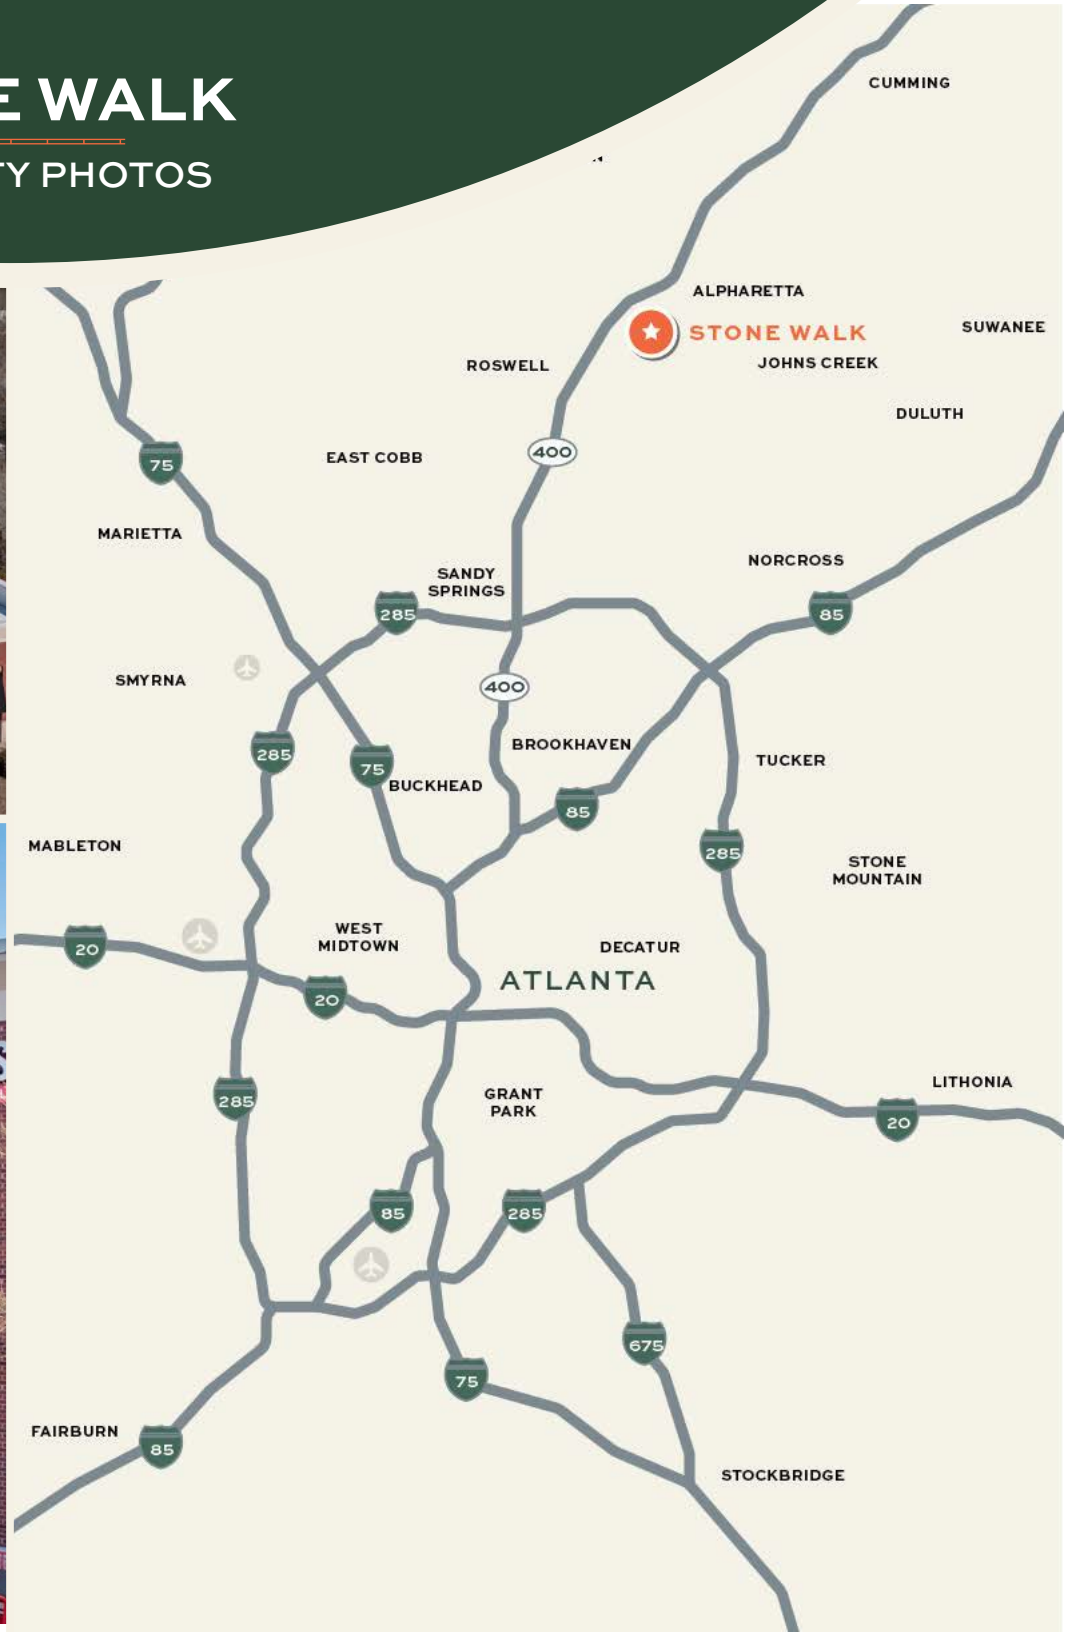 E WALK
TY PHOTOS
CUMMING
ALPHARETTA
STONE WALK
SUWANEE
JOHNS CREEK
ROSWELL
DULUTH
400
EAST COBB
75
MARIETTA
NORCROSS
SANDY
SPRINGS
285
85
SMYRNA
400
BROOKHAVEN
285
75
TUCKER
BUCKHEAD
85
MABLETON
285
STONE
MOUNTAIN
WEST
MIDTOWN
20
DECATUR
ATLANTA
20
LITHONIA
285
GRANT
PARK
20
85
285
675
75
FAIRBURN
85
STOCKBRIDGE